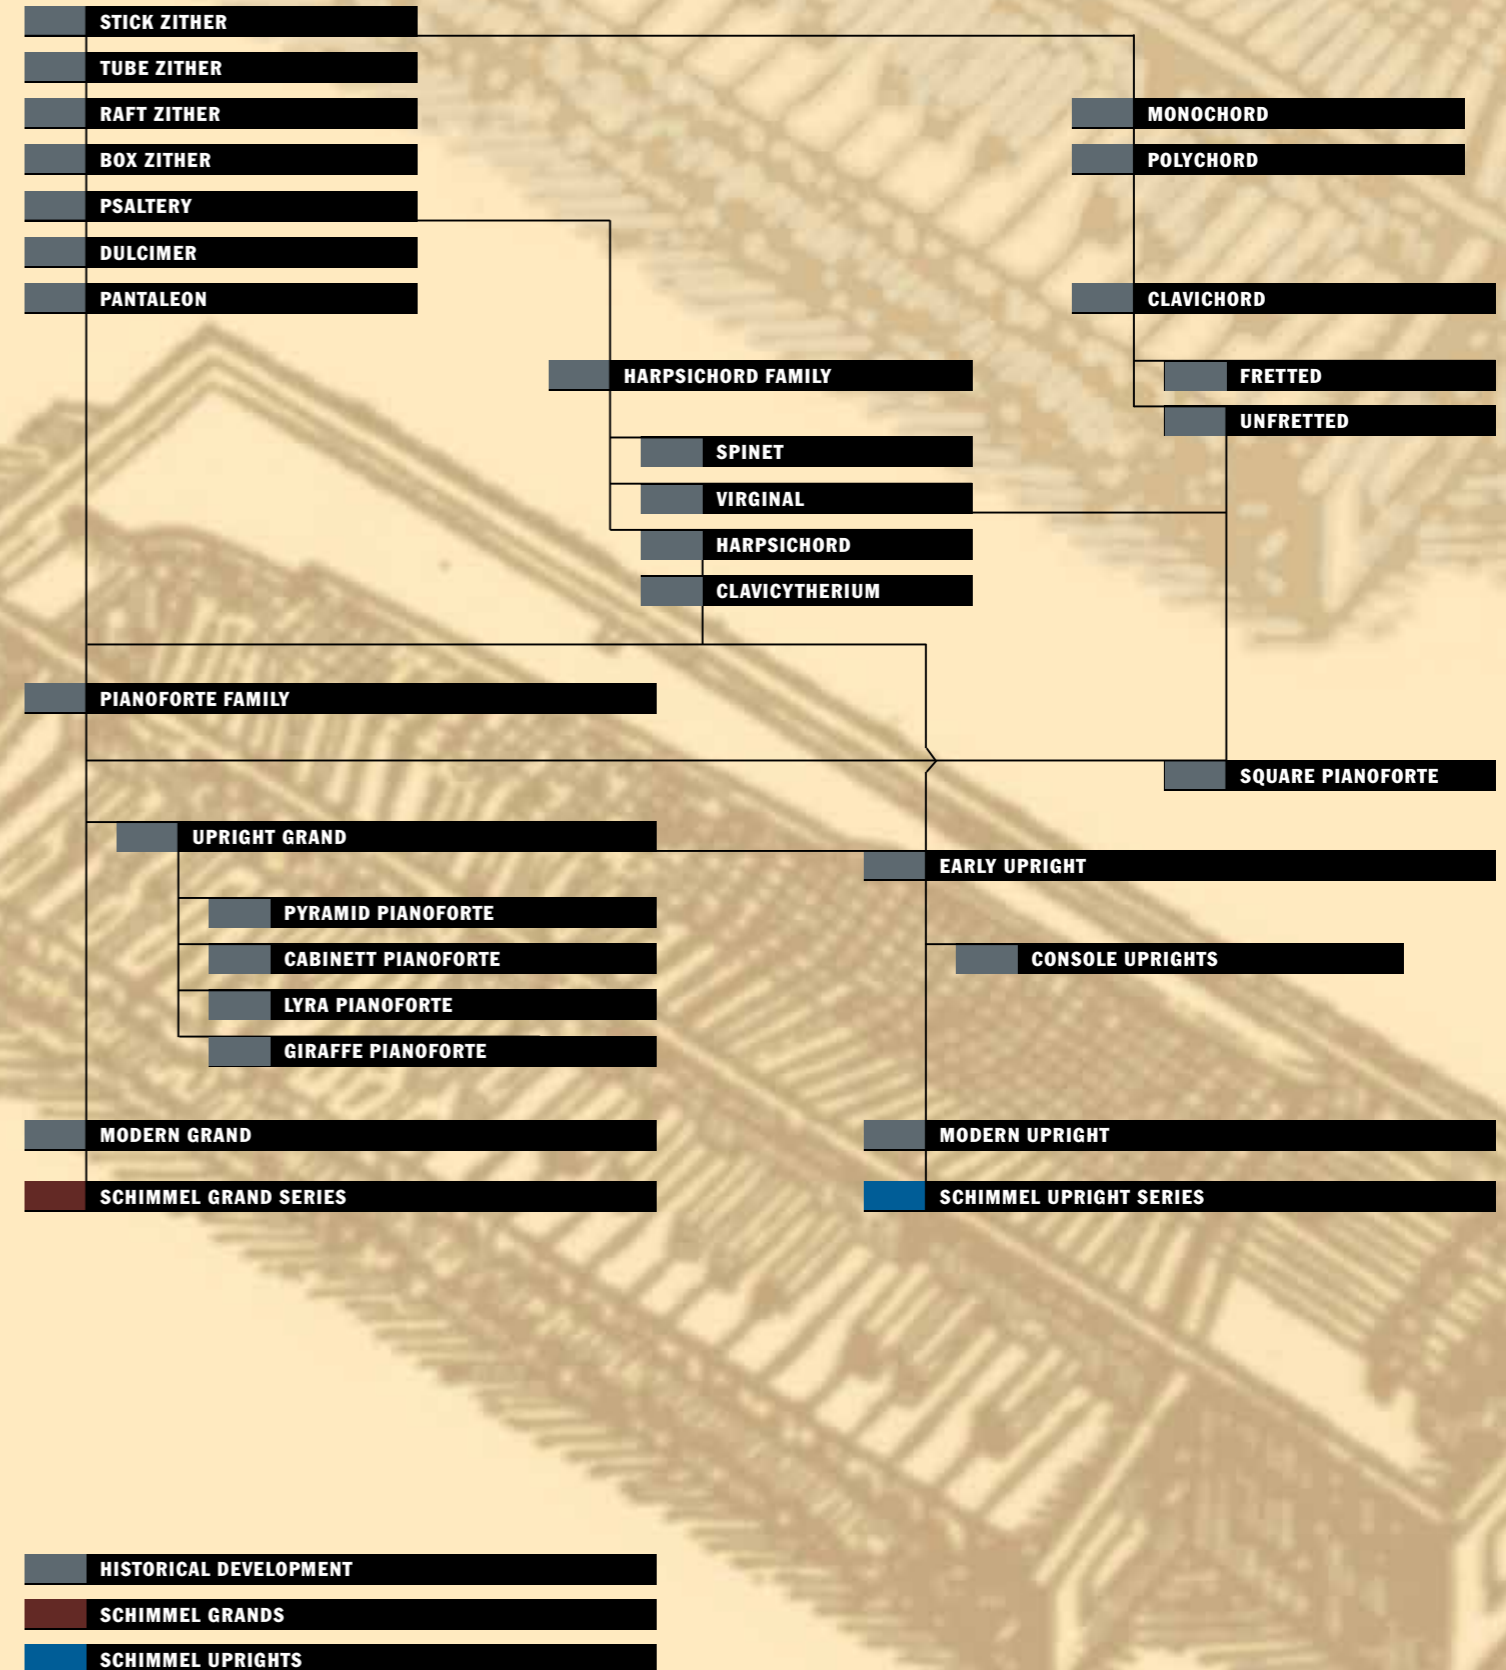 STICK ZITHER
TUBE ZITHER
RAFT ZITHER
BOX ZITHER
PSALTERY
DULCIMER
PANTALEON
MONOCHORD
POLYCHORD
CLAVICHORD
FRETTED
UNFRETTED
HARPSICHORD FAMILY
SPINET
VIRGINAL
HARPSICHORD
CLAVICYTHERIUM
PIANOFORTE FAMILY
SQUARE PIANOFORTE
UPRIGHT GRAND
PYRAMID PIANOFORTE
CABINETT PIANOFORTE
LYRA PIANOFORTE
GIRAFFE PIANOFORTE
EARLY UPRIGHT
CONSOLE UPRIGHTS
MODERN GRAND
SCHIMMEL GRAND SERIES
MODERN UPRIGHT
SCHIMMEL UPRIGHT SERIES
HISTORICAL DEVELOPMENT
SCHIMMEL GRANDS
SCHIMMEL UPRIGHTS